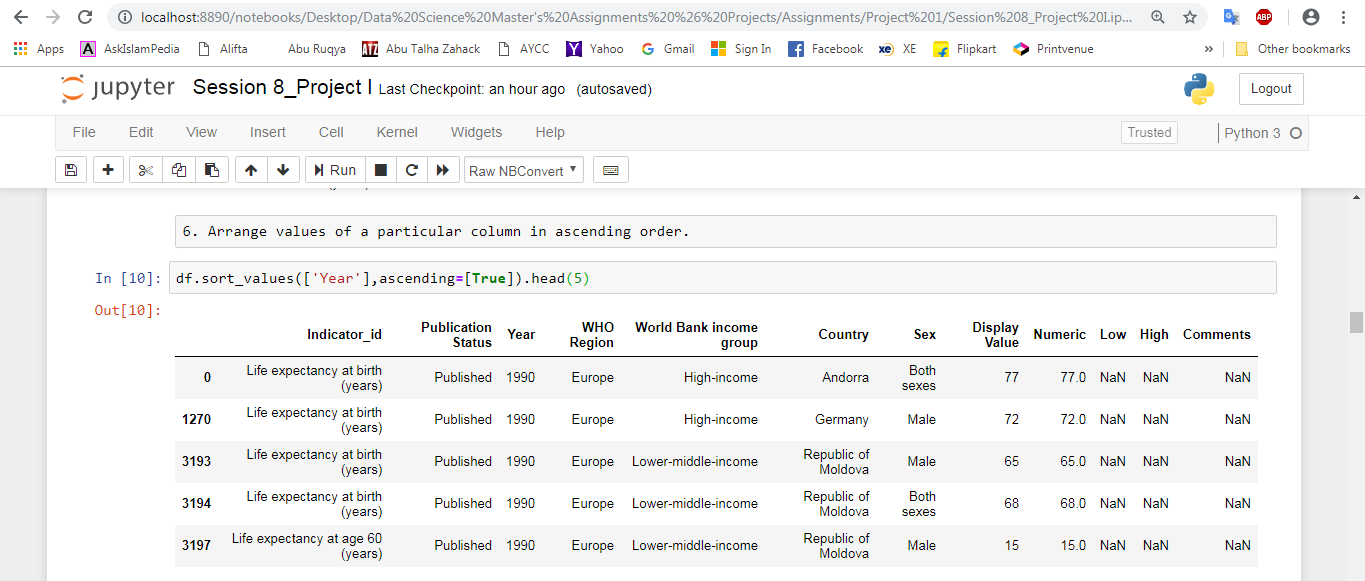 localhost:8890/notebooks/Desktop/Data%20Science%20Master's%20Assignments%20%26%20Projects/Assignments/Project%201/Session%208_Project%20I.ip...
ABP
Apps A AskIslamPedia Alifta Abu Ruqya ATZ Abu Talha Zahack AYCC Y Yahoo G Gmail Sign In f Facebook xe XE Flipkart Printvenue » Other bookmarks
jupyter Session 8_Project I Last Checkpoint: an hour ago (autosaved) Logout
File Edit View Insert Cell Kernel Widgets Help Trusted Python 3
Run Raw NBConvert
6. Arrange values of a particular column in ascending order.
In [10]: df.sort_values(['Year'],ascending=[True]).head(5)
Out[10]:
Indicator_id Publication Status Year WHO Region World Bank income group Country Sex Display Value Numeric Low High Comments
0 Life expectancy at birth (years) Published 1990 Europe High-income Andorra Both sexes 77 77.0 NaN NaN NaN
1270 Life expectancy at birth (years) Published 1990 Europe High-income Germany Male 72 72.0 NaN NaN NaN
3193 Life expectancy at birth (years) Published 1990 Europe Lower-middle-income Republic of Moldova Male 65 65.0 NaN NaN NaN
3194 Life expectancy at birth (years) Published 1990 Europe Lower-middle-income Republic of Moldova Both sexes 68 68.0 NaN NaN NaN
3197 Life expectancy at age 60 (years) Published 1990 Europe Lower-middle-income Republic of Moldova Male 15 15.0 NaN NaN NaN